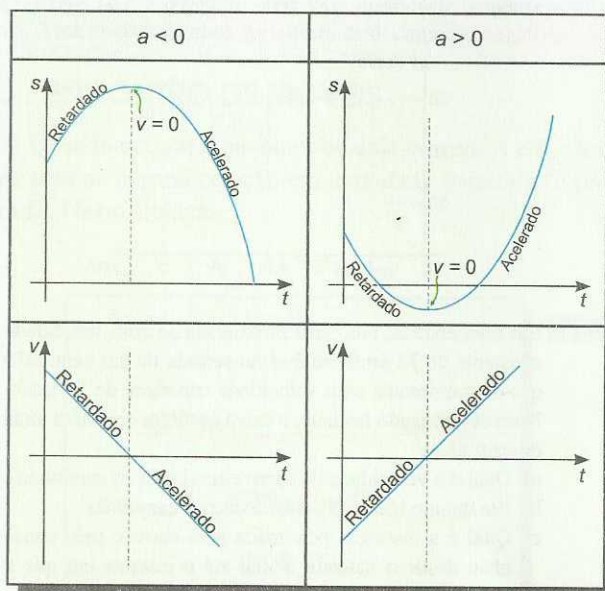 a < 0
a > 0
s
Retardado
v = 0
Acelerado
t
s
Retardado
v = 0
Acelerado
t
v
Retardado
Acelerado
t
v
Retardado
Acelerado
t